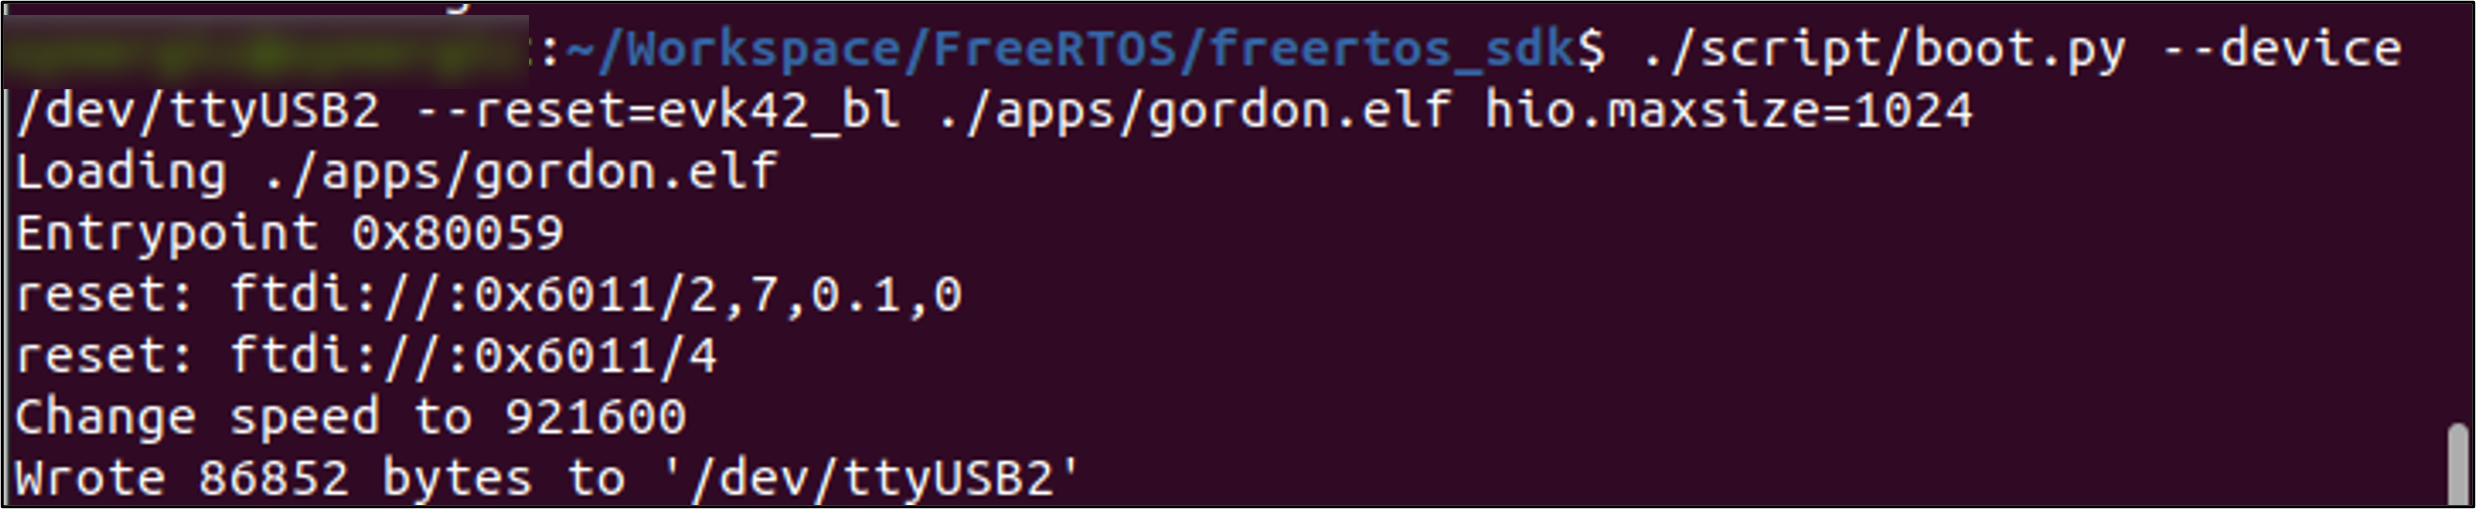 :~/Workspace/FreeRTOS/freertos_sdk$ ./script/boot.py --device
/dev/ttyUSB2 --reset=evk42_bl ./apps/gordon.elf hio.maxsize=1024
Loading ./apps/gordon.elf
Entrypoint 0x80059
reset: ftdi://:0x6011/2,7,0.1,0
reset: ftdi://:0x6011/4
Change speed to 921600
Wrote 86852 bytes to '/dev/ttyUSB2'